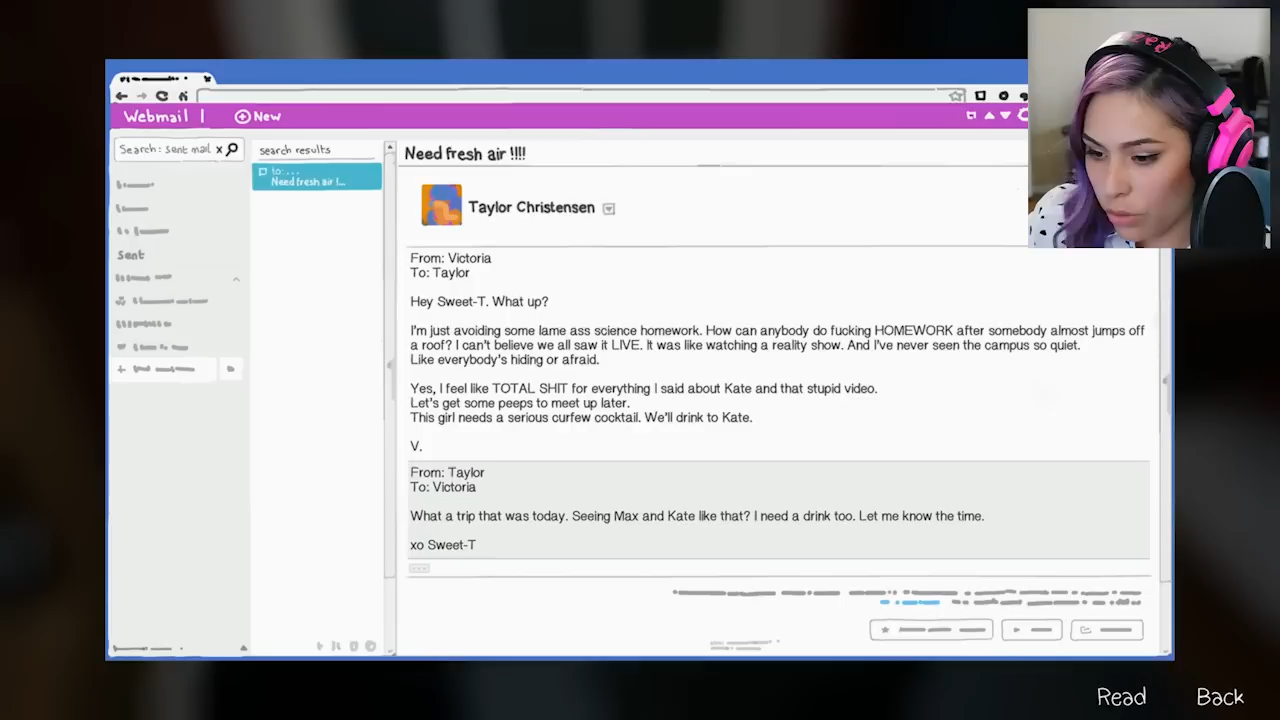 Webmail |
New
Search: sent mail x
search results
to:...
Need fresh air !...
Sent
Need fresh air !!!!
Taylor Christensen
From: Victoria
To: Taylor
Hey Sweet-T. What up?
I'm just avoiding some lame ass science homework. How can anybody do fucking HOMEWORK after somebody almost jumps off
a roof? I can't believe we all saw it LIVE. It was like watching a reality show. And I've never seen the campus so quiet.
Like everybody's hiding or afraid.
Yes, I feel like TOTAL SHIT for everything I said about Kate and that stupid video.
Let's get some peeps to meet up later.
This girl needs a serious curfew cocktail. We'll drink to Kate.
V.
From: Taylor
To: Victoria
What a trip that was today. Seeing Max and Kate like that? I need a drink too. Let me know the time.
xo Sweet-T
Read
Back